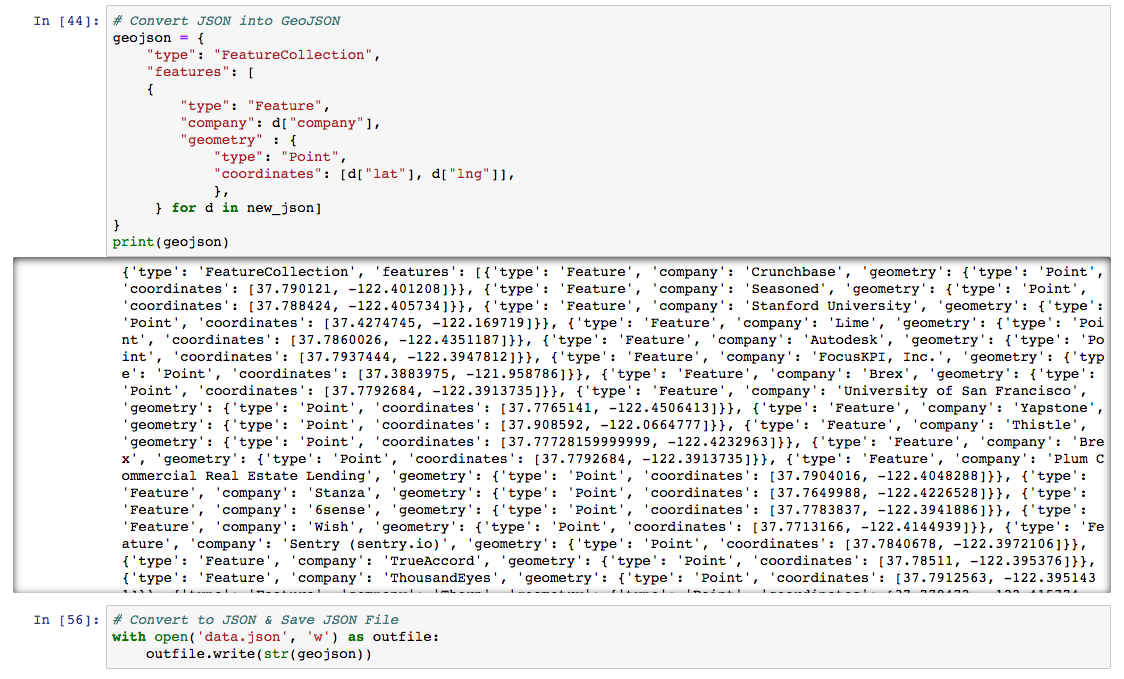 In [44]: # Convert JSON into GeoJSON
geojson = {
    "type": "FeatureCollection",
    "features": [
    {
        "type": "Feature",
        "company": d["company"],
        "geometry" : {
            "type": "Point",
            "coordinates": [d["lat"], d["lng"]],
            },
     } for d in new_json]
}
print(geojson)
{'type': 'FeatureCollection', 'features': [{'type': 'Feature', 'company': 'Crunchbase', 'geometry': {'type': 'Point',
'coordinates': [37.790121, -122.401208]}}, {'type': 'Feature', 'company': 'Seasoned', 'geometry': {'type': 'Point',
'coordinates': [37.788424, -122.405734]}}, {'type': 'Feature', 'company': 'Stanford University', 'geometry': {'type':
'Point', 'coordinates': [37.4274745, -122.169719]}}, {'type': 'Feature', 'company': 'Lime', 'geometry': {'type': 'Poi
nt', 'coordinates': [37.7860026, -122.4351187]}}, {'type': 'Feature', 'company': 'Autodesk', 'geometry': {'type': 'Po
int', 'coordinates': [37.7937444, -122.3947812]}}, {'type': 'Feature', 'company': 'FocusKPI, Inc.', 'geometry': {'typ
e': 'Point', 'coordinates': [37.3883975, -121.958786]}}, {'type': 'Feature', 'company': 'Brex', 'geometry': {'type':
'Point', 'coordinates': [37.7792684, -122.3913735]}}, {'type': 'Feature', 'company': 'University of San Francisco',
'geometry': {'type': 'Point', 'coordinates': [37.7765141, -122.4506413]}}, {'type': 'Feature', 'company': 'Yapstone',
'geometry': {'type': 'Point', 'coordinates': [37.908592, -122.0664777]}}, {'type': 'Feature', 'company': 'Thistle',
'geometry': {'type': 'Point', 'coordinates': [37.77728159999999, -122.4232963]}}, {'type': 'Feature', 'company': 'Bre
x', 'geometry': {'type': 'Point', 'coordinates': [37.7792684, -122.3913735]}}, {'type': 'Feature', 'company': 'Plum C
ommercial Real Estate Lending', 'geometry': {'type': 'Point', 'coordinates': [37.7904016, -122.4048288]}}, {'type':
'Feature', 'company': 'Stanza', 'geometry': {'type': 'Point', 'coordinates': [37.7649988, -122.4226528]}}, {'type':
'Feature', 'company': '6sense', 'geometry': {'type': 'Point', 'coordinates': [37.7783837, -122.3941886]}}, {'type':
'Feature', 'company': 'Wish', 'geometry': {'type': 'Point', 'coordinates': [37.7713166, -122.4144939]}}, {'type': 'Fe
ature', 'company': 'Sentry (sentry.io)', 'geometry': {'type': 'Point', 'coordinates': [37.7840678, -122.3972106]}},
{'type': 'Feature', 'company': 'TrueAccord', 'geometry': {'type': 'Point', 'coordinates': [37.78511, -122.395376]}},
{'type': 'Feature', 'company': 'ThousandEyes', 'geometry': {'type': 'Point', 'coordinates': [37.7912563, -122.395143
In [56]: # Convert to JSON & Save JSON File
with open('data.json', 'w') as outfile:
    outfile.write(str(geojson))